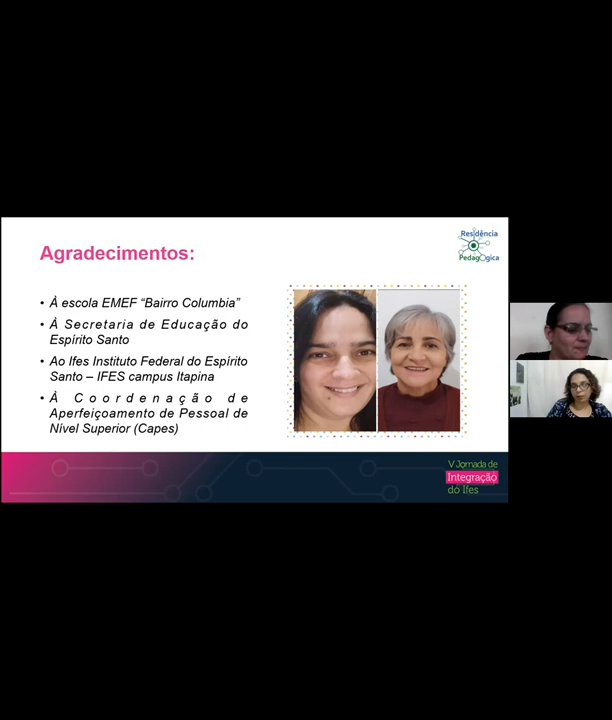 Residência
Pedagógica
Agradecimentos:
• À escola EMEF “Bairro Columbia”
• À Secretaria de Educação do
Espírito Santo
• Ao Ifes Instituto Federal do Espírito
Santo – IFES campus Itapina
• À Coordenação de
Aperfeiçoamento de Pessoal de
Nível Superior (Capes)
V Jornada de
Integração
do Ifes